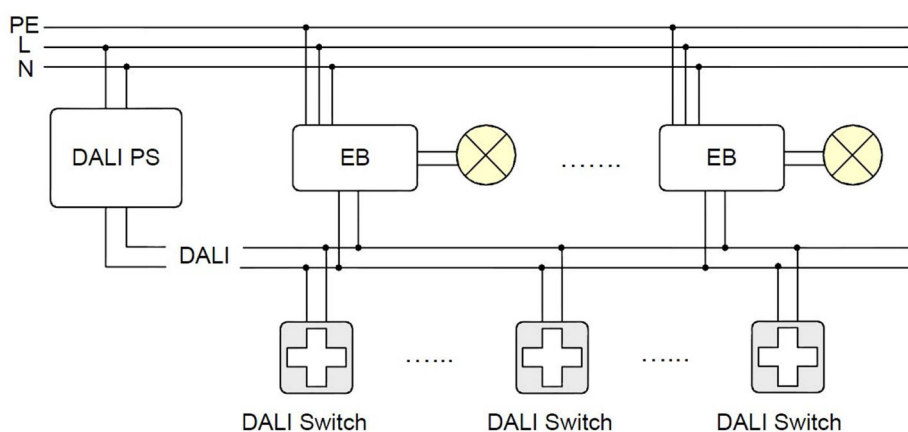 PE
L
N
DALI PS
EB
EB
.......
DALI
......
......
DALI Switch
DALI Switch
DALI Switch